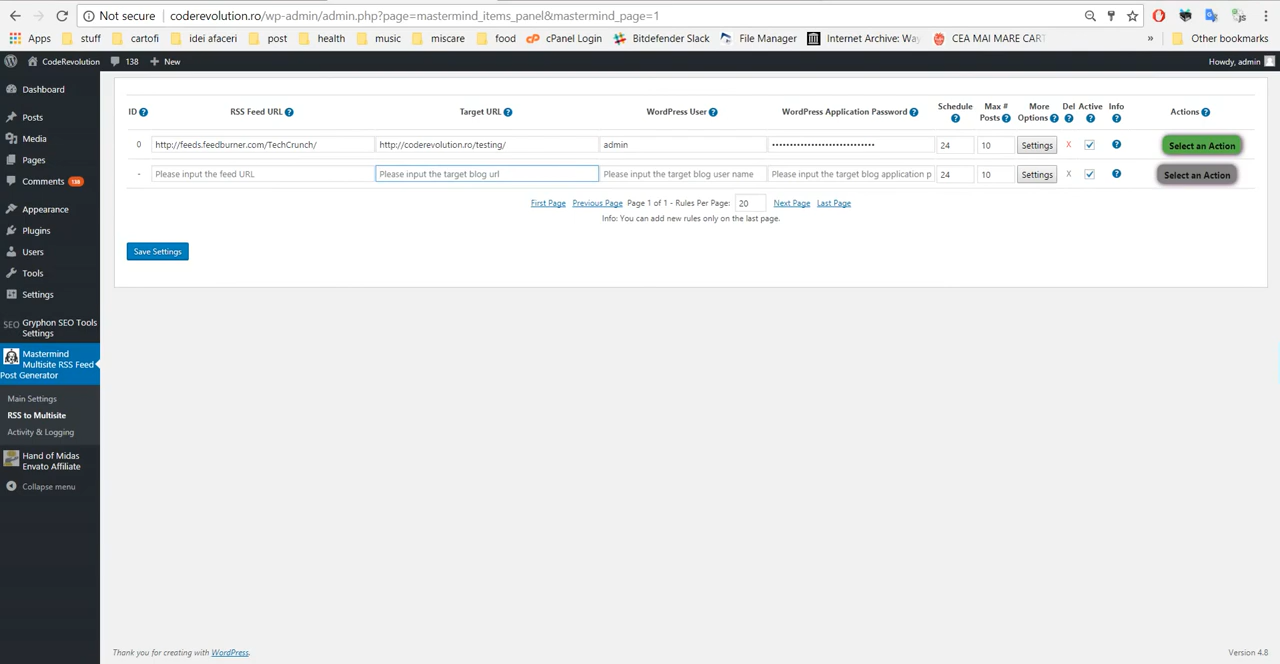 Not secure | coderevolution.ro/wp-admin/admin.php?page=mastermind_items_panel&mastermind_page=1
Apps stuff cartofi idei afaceri post health music miscare food cPanel Login Bitdefender Slack File Manager Internet Archive: Way CEA MAI MARE CART » Other bookmarks
CodeRevolution 138 + New Howdy, admin
Dashboard
Posts
Media
Pages
Comments 138
Appearance
Plugins
Users
Tools
Settings
SEO Gryphon SEO Tools
Settings
Mastermind
Multisite RSS Feed
Post Generator
Main Settings
RSS to Multisite
Activity & Logging
Hand of Midas
Envato Affiliate
Collapse menu
ID ? RSS Feed URL ? Target URL ? WordPress User ? WordPress Application Password ? Schedule ? Max # Posts ? More Options ? Del ? Active ? Info ? Actions ?
0 http://feeds.feedburner.com/TechCrunch/ http://coderevolution.ro/testing/ admin •••••••••••••••••••••••••••• 24 10 Settings X ? Select an Action
- Please input the feed URL Please input the target blog url Please input the target blog user name Please input the target blog application p 24 10 Settings X ? Select an Action
First Page Previous Page Page 1 of 1 - Rules Per Page: 20 Next Page Last Page
Info: You can add new rules only on the last page.
Save Settings
Thank you for creating with WordPress. Version 4.8